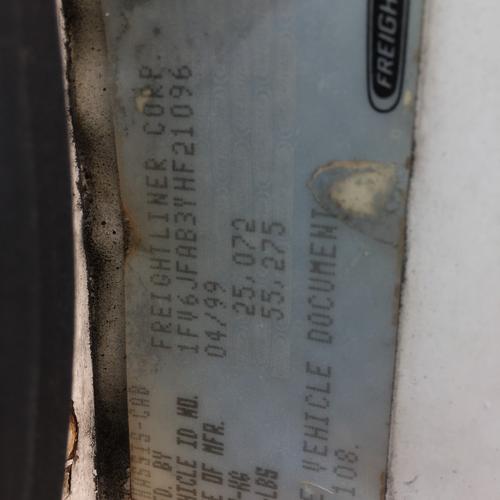 CHASSIS-CAB
FREIGHTLINER CORP.
BY
VEHICLE ID NO. 1FV6JFAB3YHF21096
OF MFR. 04/99
25,072
LBS 55,275
VEHICLE DOCUMENT
108.
FREIGH